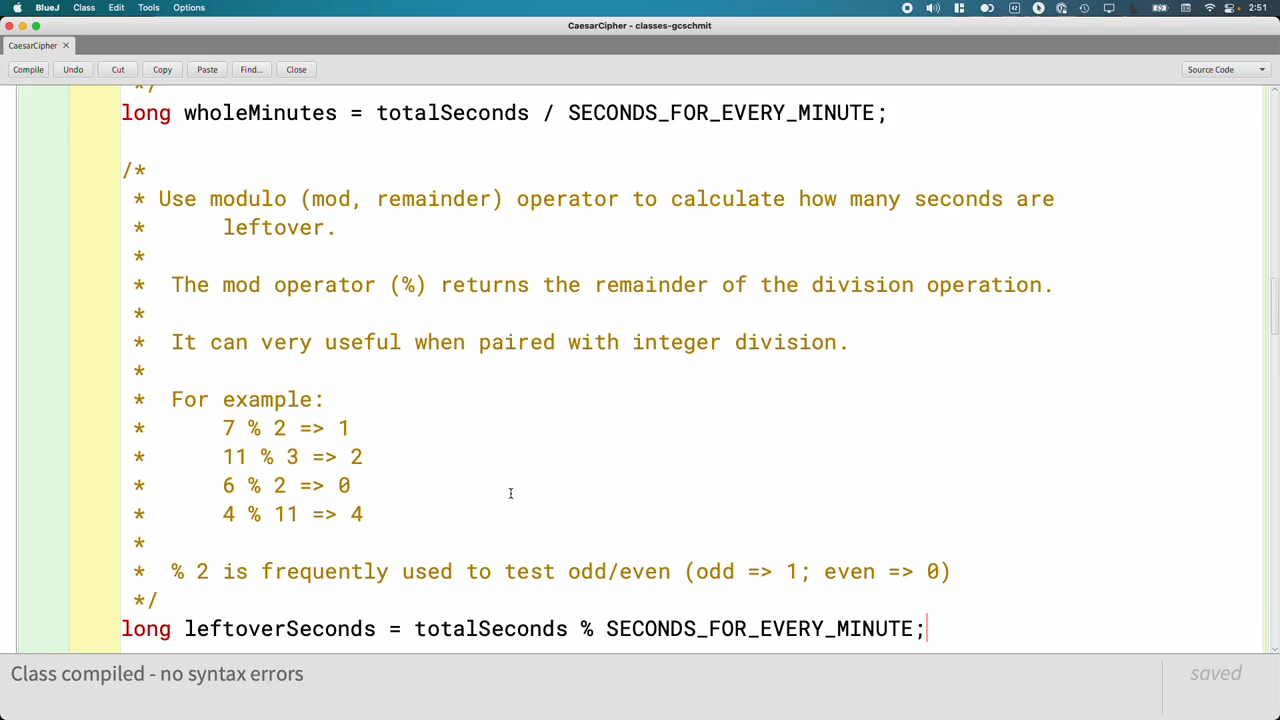 BlueJ Class Edit Tools Options 2:51
CaesarCipher - classes-gcschmit
CaesarCipher ×
Compile Undo Cut Copy Paste Find... Close Source Code
*/
long wholeMinutes = totalSeconds / SECONDS_FOR_EVERY_MINUTE;
/*
* Use modulo (mod, remainder) operator to calculate how many seconds are
* leftover.
*
* The mod operator (%) returns the remainder of the division operation.
*
* It can very useful when paired with integer division.
*
* For example:
* 7 % 2 => 1
* 11 % 3 => 2
* 6 % 2 => 0
* 4 % 11 => 4
*
* % 2 is frequently used to test odd/even (odd => 1; even => 0)
*/
long leftoverSeconds = totalSeconds % SECONDS_FOR_EVERY_MINUTE;
Class compiled - no syntax errors saved